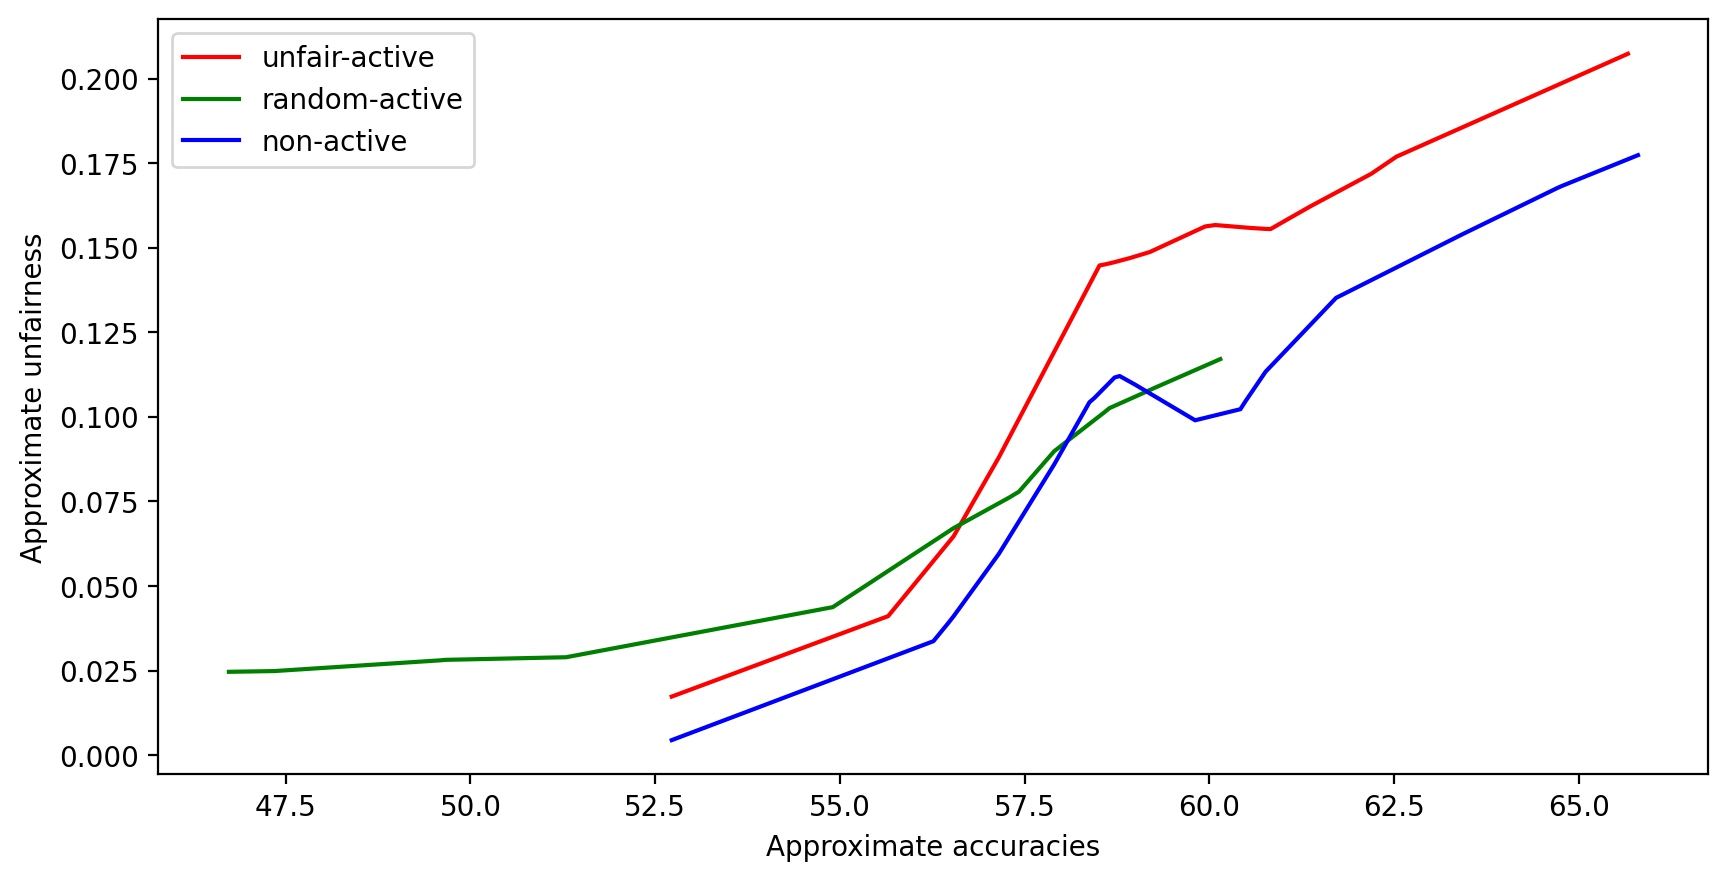 unfair-active
random-active
non-active
Approximate unfairness
0.200
0.175
0.150
0.125
0.100
0.075
0.050
0.025
0.000
47.5 50.0 52.5 55.0 57.5 60.0 62.5 65.0
Approximate accuracies